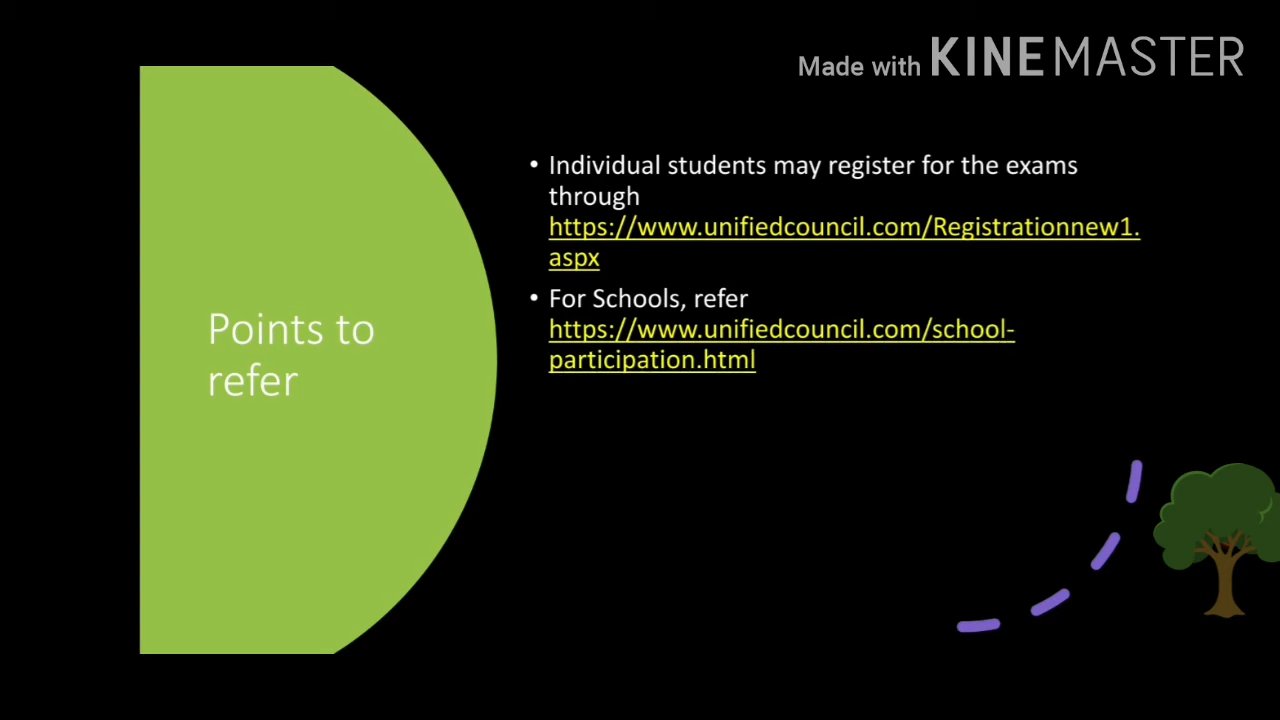 Made with KINEMASTER
• Individual students may register for the exams
through
https://www.unifiedcouncil.com/Registrationnew1.
aspx
• For Schools, refer
https://www.unifiedcouncil.com/school-
participation.html
Points to
refer